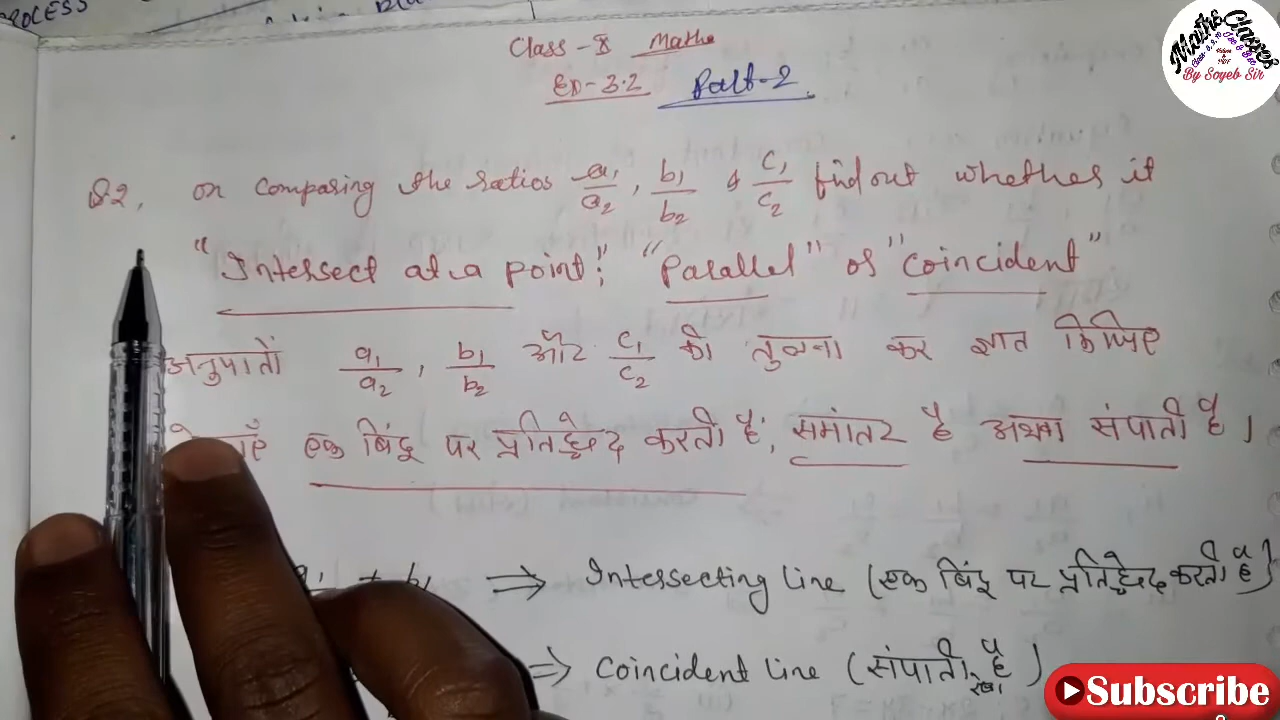 PROCESS
Class - X Maths
Ex-3.2 Part-2
Maths Classes
By Soyeb Sir
Q2. on comparing the ratios a₁/a₂, b₁/b₂ & c₁/c₂ find out whether it
"Intersect at a point", "Parallel" or "coincident"
अनुपातों a₁/a₂, b₁/b₂ और c₁/c₂ की तुलना कर ज्ञात किजिए
एक बिंदु पर प्रतिछेद करती है, समांतर है अथवा संपाती है।
a₁ ≠ b₁ ⇒ Intersecting line (एक बिंदु पर प्रतिछेद करती है)
⇒ Coincident line (संपाती रेखा है)
Subscribe